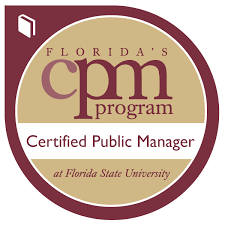 FLORIDA'S
cpm
program
Certified Public Manager
at Florida State University